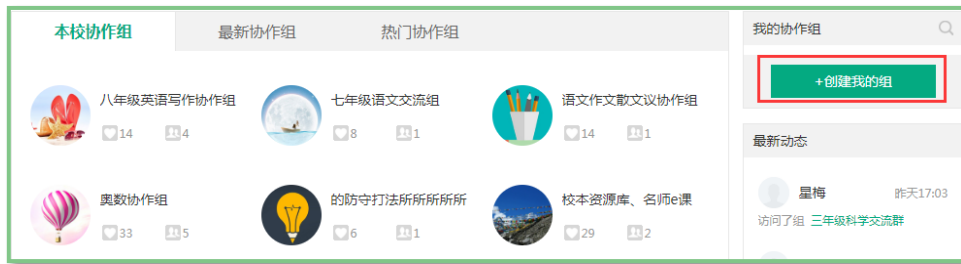 本校协作组 最新协作组 热门协作组
八年级英语写作协作组 七年级语文交流组 语文作文散文议协作组
14 4 8 1 14 1
奥数协作组 的防守打法所所所所所 校本资源库、名师e课
33 5 6 1 29 2
我的协作组
+创建我的组
最新动态
星梅 昨天17:03
访问了组 三年级科学交流群